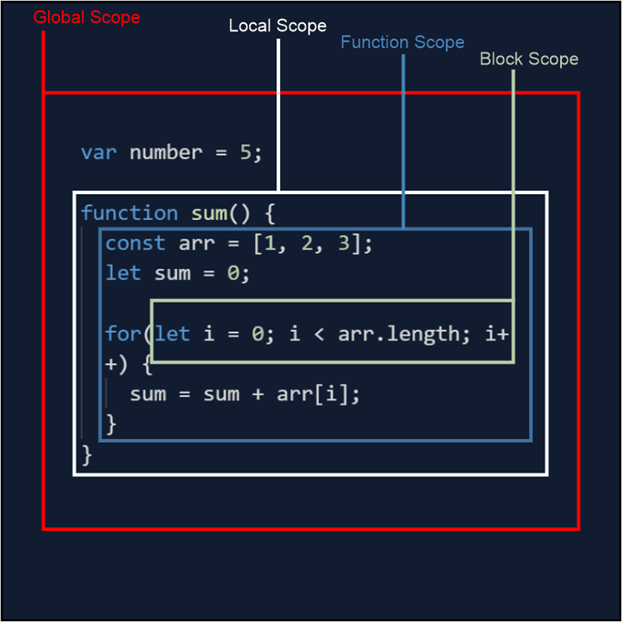 Global Scope
Local Scope
Function Scope
Block Scope
var number = 5;
function sum() {
const arr = [1, 2, 3];
let sum = 0;
for(let i = 0; i < arr.length; i+
+) {
sum = sum + arr[i];
}
}